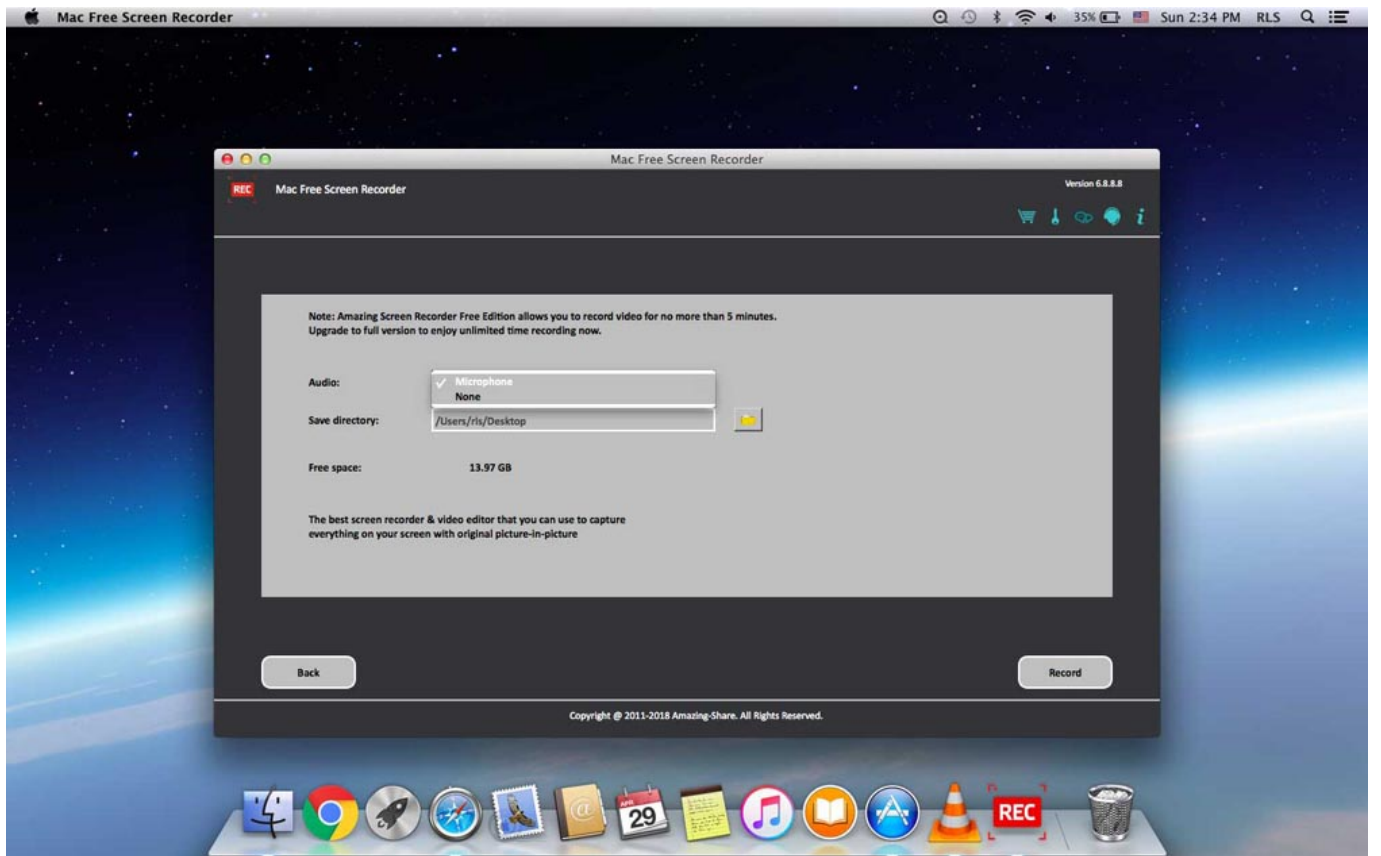 Mac Free Screen Recorder
35%
Sun 2:34 PM RLS
Mac Free Screen Recorder
REC Mac Free Screen Recorder
Version 6.8.8.8
Note: Amazing Screen Recorder Free Edition allows you to record video for no more than 5 minutes.
Upgrade to full version to enjoy unlimited time recording now.
Audio:
Microphone
None
Save directory:
/Users/rls/Desktop
Free space:
13.97 GB
The best screen recorder & video editor that you can use to capture
everything on your screen with original picture-in-picture
Back
Record
Copyright @ 2011-2018 Amazing-Share. All Rights Reserved.
APR
29
REC